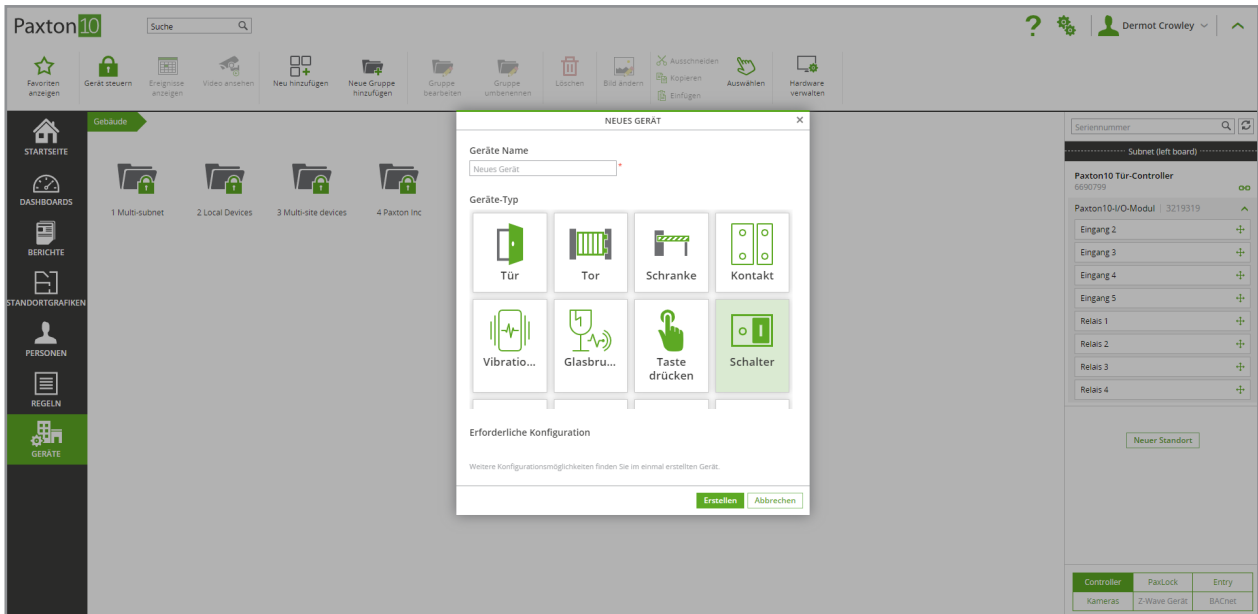 Paxton10
Suche
Dermot Crowley
Favoriten anzeigen
Gerät steuern
Ereignisse anzeigen
Video ansehen
Neu hinzufügen
Neue Gruppe hinzufügen
Gruppe bearbeiten
Gruppe umbenennen
Löschen
Bild ändern
Ausschneiden
Kopieren
Einfügen
Auswählen
Hardware verwalten
STARTSEITE
DASHBOARDS
BERICHTE
STANDORTGRAFIKEN
PERSONEN
REGELN
GERÄTE
Gebäude
1 Multi-subnet
2 Local Devices
3 Multi-site devices
4 Paxton Inc
NEUES GERÄT
Geräte Name
Neues Gerät
*
Geräte-Typ
Tür
Tor
Schranke
Kontakt
Vibratio...
Glasbru...
Taste
drücken
Schalter
Erforderliche Konfiguration
Weitere Konfigurationsmöglichkeiten finden Sie im einmal erstellten Gerät.
Erstellen
Abbrechen
Seriennummer
Subnet (left board)
Paxton10 Tür-Controller
6690799
Paxton10-I/O-Modul | 3219319
Eingang 2
Eingang 3
Eingang 4
Eingang 5
Relais 1
Relais 2
Relais 3
Relais 4
Neuer Standort
Controller
PaxLock
Entry
Kameras
Z-Wave Gerät
BACnet